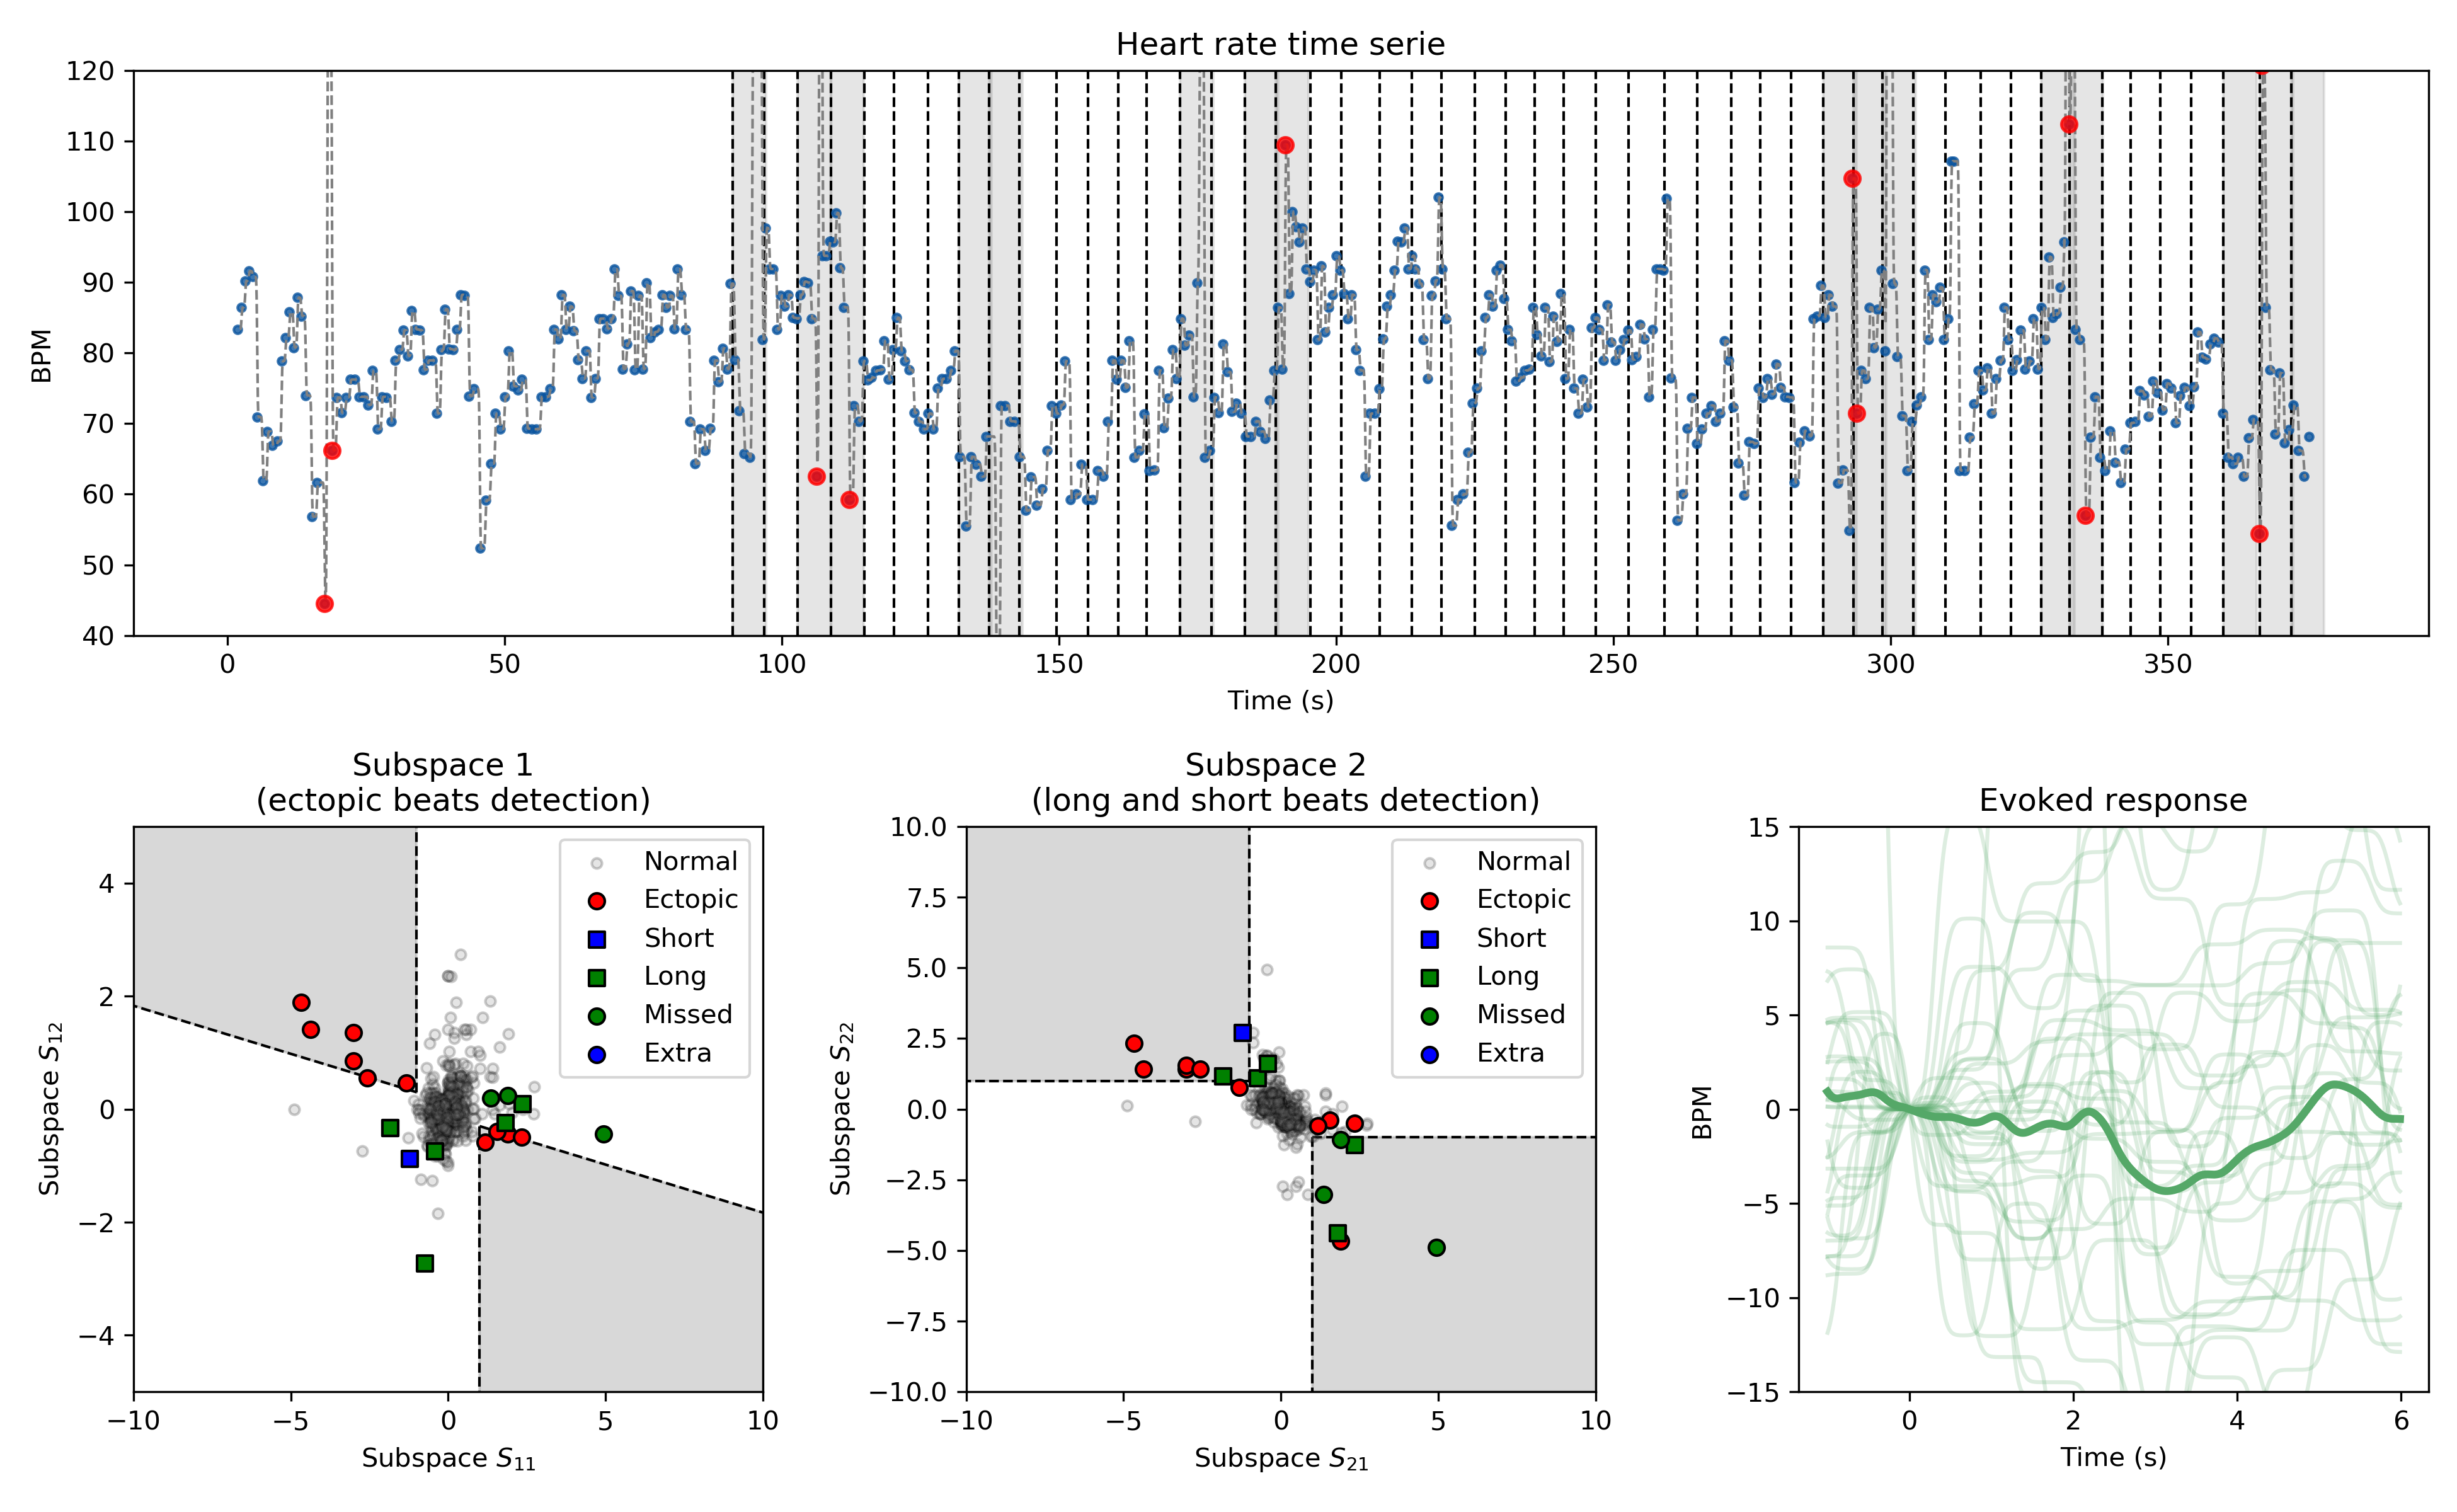 Heart rate time serie
120
110
100
90
80
70
60
50
40
BPM
0 50 100 150 200 250 300 350
Time (s)
Subspace 1
(ectopic beats detection)
4
2
0
−2
−4
Subspace S12
Normal
Ectopic
Short
Long
Missed
Extra
−10 −5 0 5 10
Subspace S11
Subspace 2
(long and short beats detection)
10.0
7.5
5.0
2.5
0.0
−2.5
−5.0
−7.5
−10.0
Subspace S22
Normal
Ectopic
Short
Long
Missed
Extra
−10 −5 0 5 10
Subspace S21
Evoked response
15
10
5
0
−5
−10
−15
BPM
0 2 4 6
Time (s)